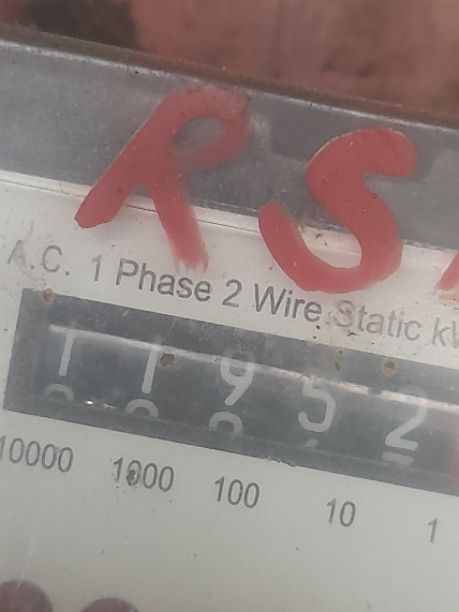 RS
A.C. 1 Phase 2 Wire Static
11952
10000 1000 100 10 1